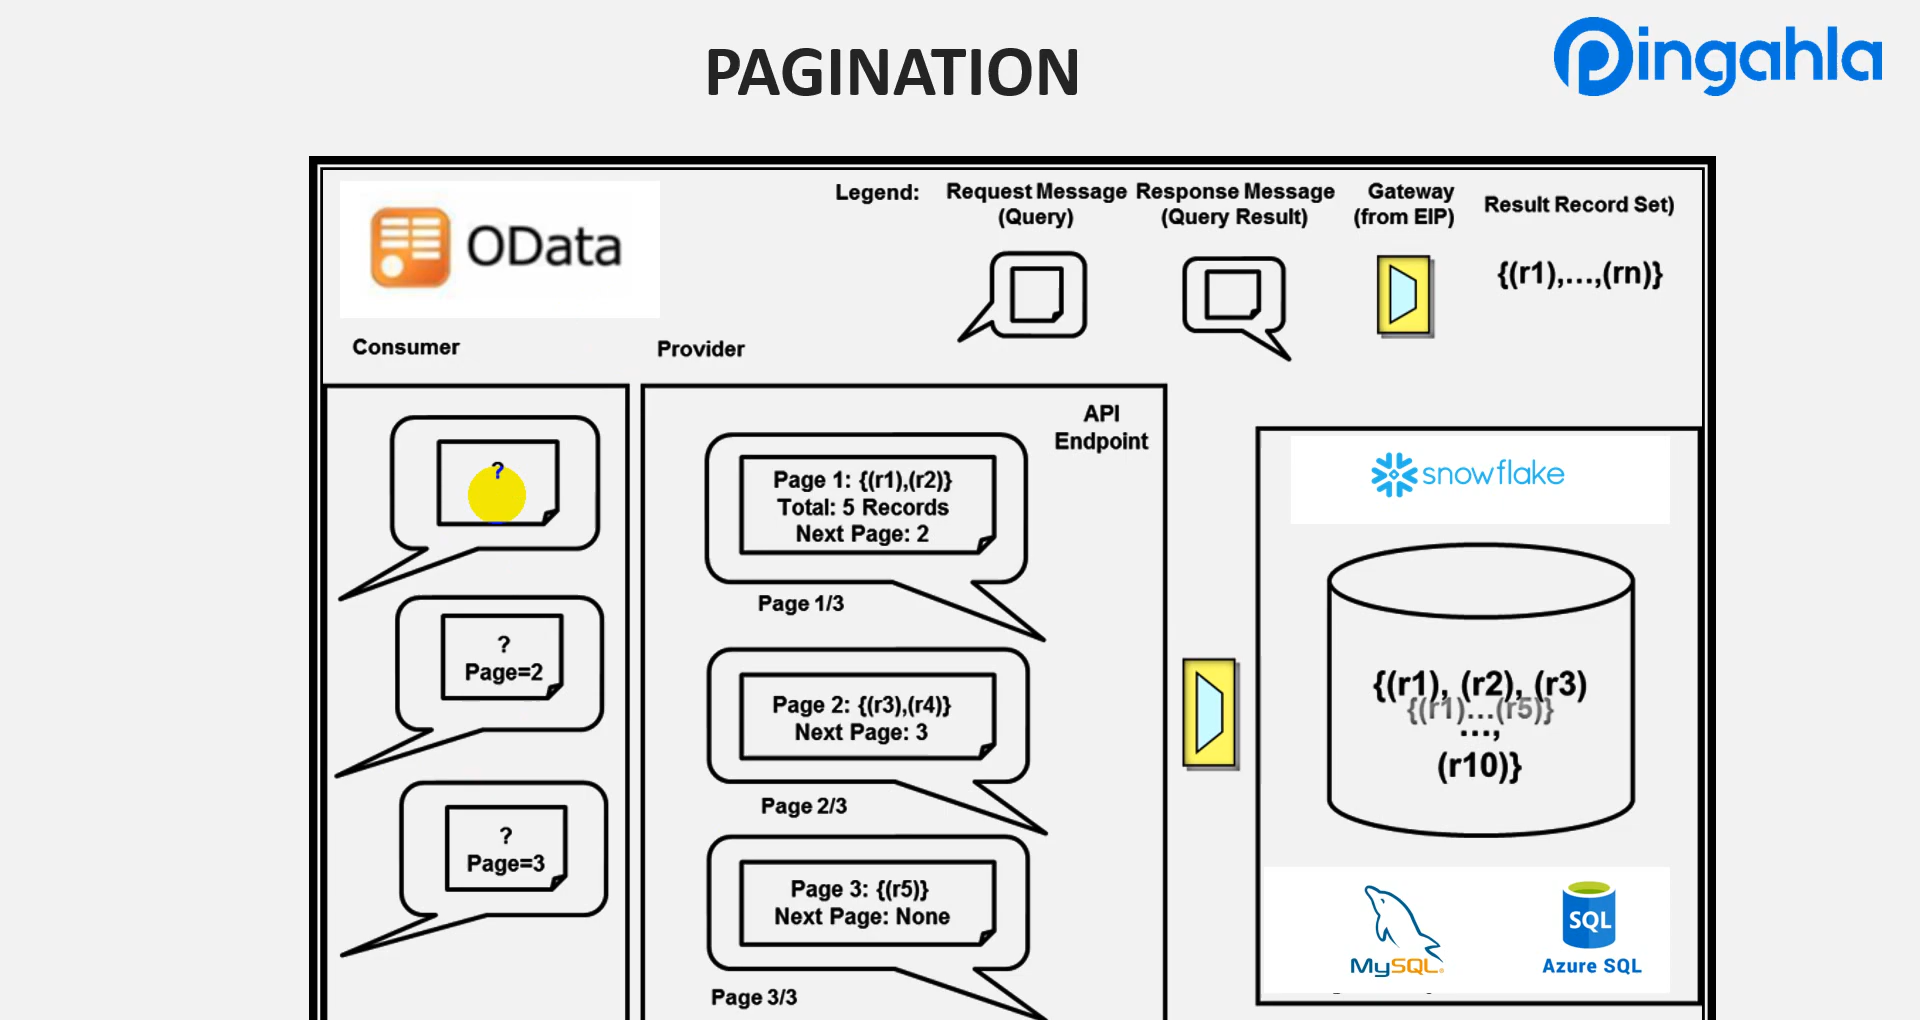 PAGINATION
Pingahla
OData
Legend:
Request Message
(Query)
Response Message
(Query Result)
Gateway
(from EIP)
Result Record Set)
{(r1),...,(rn)}
Consumer
Provider
API
Endpoint
?
?
Page=2
?
Page=3
Page 1: {(r1),(r2)}
Total: 5 Records
Next Page: 2
Page 1/3
Page 2: {(r3),(r4)}
Next Page: 3
Page 2/3
Page 3: {(r5)}
Next Page: None
Page 3/3
snowflake
{(r1), (r2), (r3)
{(r1)...(r5)}
...,
(r10)}
MySQL
SQL
Azure SQL